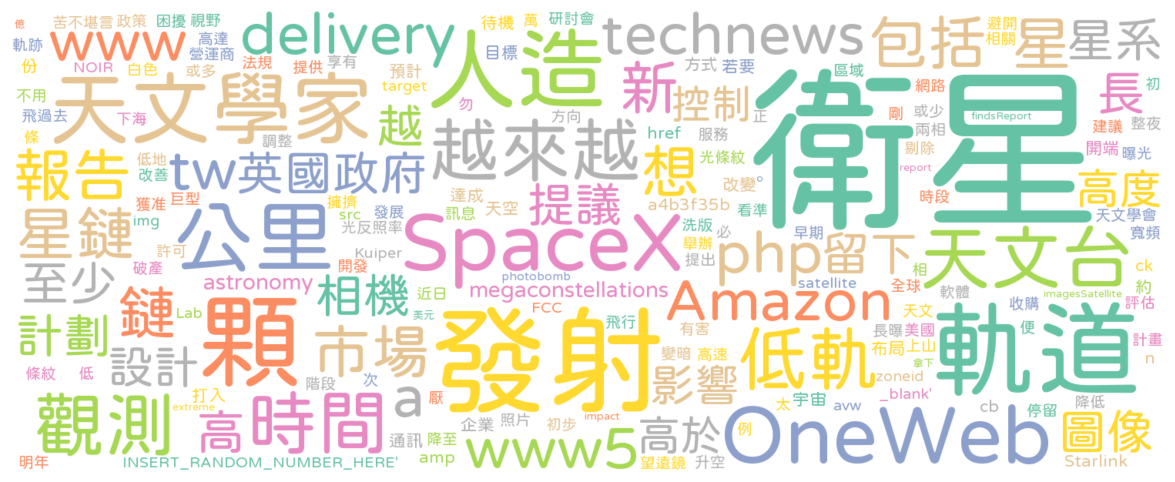 億 苦不堪言 政策 困擾 視野
www delivery 人造 technews 包括 星 星系
待機 萬 研討會 避開 相關
軌跡 高達 營運商 目標
份 NOIR 白色 法規 或多 提供 享有 預計 target 方式 若要 區域 網路
天文學家 越 新 控制 衛星 長 初
不用 飛過去 下海 勿 方向 正 剛 或少 兩相 findsReport 建議 整夜
條 調整 越來越 href 服務 剔除 開端 曝光
報告 低地 改善 tw英國政府 想 光條紋 改變 ° report 高度
獲准 巨型 擁擠 達成 天空 提議 a4b3f35b 看準 時段
星鏈 img src 發展 訊息 洗版 天文學會
公里 光反照率 SpaceX 舉辦 必 早期 寬頻
許可 Kuiper 提出 php留下 天文台
至少 破產 開發 photobomb 相 ck
astronomy 相機 近日 megaconstellations satellite 全球 軟體 約
鏈 Lab 顆 美元 FCC Amazon 天文 收購 imagesSatellite 評估
計劃 市場 發射 飛行 有害 長曝 美國 便 軌道 計畫
設計 變暗 高速 低軌 布局 上山 n
條紋 低 階段 次 影響 zoneid 拿下
打入 a 厭 _blank'
觀測 extreme 高 時間 企業 照片 初步 impact 太 宇宙 avw cb 停留 降低
通訊 降至 www5 高於 例 OneWeb 圖像
明年 INSERT_RANDOM_NUMBER_HERE' amp 望遠鏡 升空 Starlink